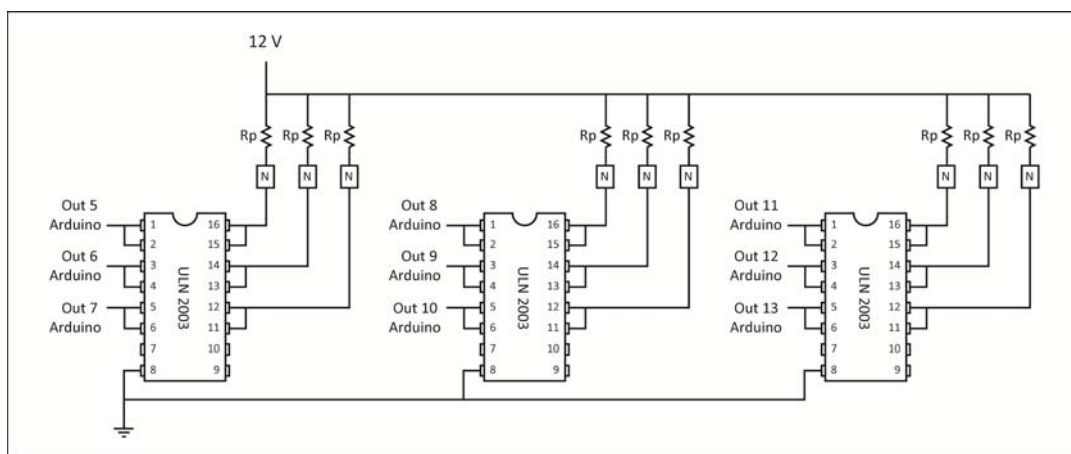 12 V
Rp Rp Rp Rp Rp Rp Rp Rp Rp
N N N N N N N N N
Out 5
Arduino
Out 6
Arduino
Out 7
Arduino
1 16
2 15
3 14
4 13
5 12
6 11
7 10
8 9
ULN 2003
Out 8
Arduino
Out 9
Arduino
Out 10
Arduino
1 16
2 15
3 14
4 13
5 12
6 11
7 10
8 9
ULN 2003
Out 11
Arduino
Out 12
Arduino
Out 13
Arduino
1 16
2 15
3 14
4 13
5 12
6 11
7 10
8 9
ULN 2003